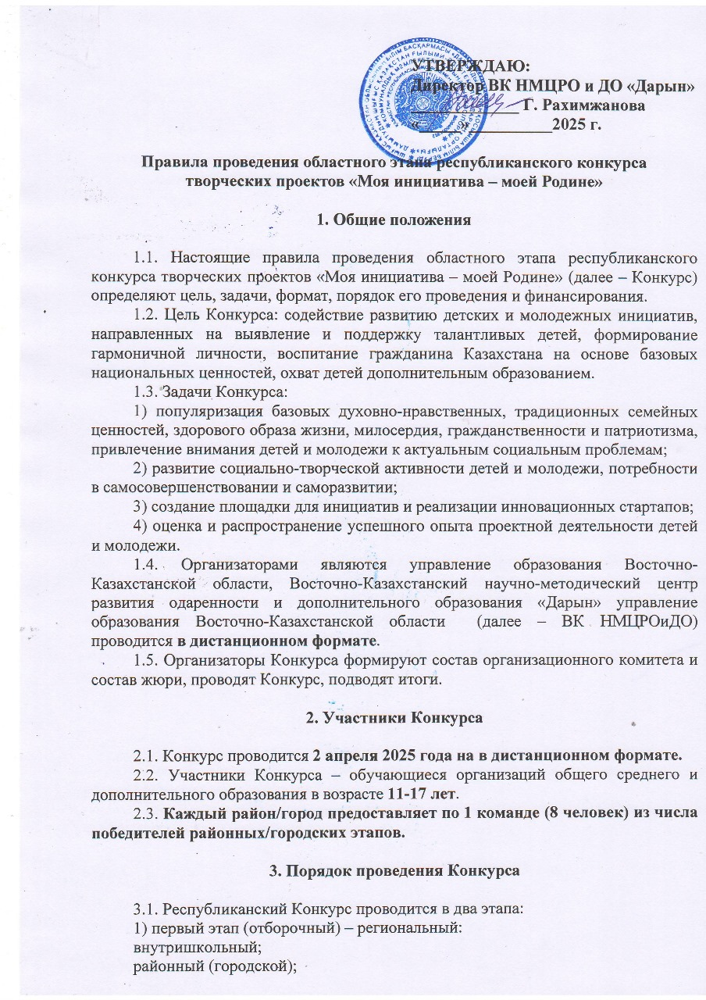 УТВЕРЖДАЮ:
Директор ВК НМЦРО и ДО «Дарын»
_____________ Г. Рахимжанова
«_____»_____________2025 г.
Правила проведения областного этапа республиканского конкурса
творческих проектов «Моя инициатива – моей Родине»
1. Общие положения
1.1. Настоящие правила проведения областного этапа республиканского
конкурса творческих проектов «Моя инициатива – моей Родине» (далее – Конкурс)
определяют цель, задачи, формат, порядок его проведения и финансирования.
1.2. Цель Конкурса: содействие развитию детских и молодежных инициатив,
направленных на выявление и поддержку талантливых детей, формирование
гармоничной личности, воспитание гражданина Казахстана на основе базовых
национальных ценностей, охват детей дополнительным образованием.
1.3. Задачи Конкурса:
1) популяризация базовых духовно-нравственных, традиционных семейных
ценностей, здорового образа жизни, милосердия, гражданственности и патриотизма,
привлечение внимания детей и молодежи к актуальным социальным проблемам;
2) развитие социально-творческой активности детей и молодежи, потребности
в самосовершенствовании и саморазвитии;
3) создание площадки для инициатив и реализации инновационных стартапов;
4) оценка и распространение успешного опыта проектной деятельности детей
и молодежи.
1.4. Организаторами являются управление образования Восточно-
Казахстанской области, Восточно-Казахстанский научно-методический центр
развития одаренности и дополнительного образования «Дарын» управление
образования Восточно-Казахстанской области (далее – ВК НМЦРОиДО)
проводится в дистанционном формате.
1.5. Организаторы Конкурса формируют состав организационного комитета и
состав жюри, проводят Конкурс, подводят итоги.
2. Участники Конкурса
2.1. Конкурс проводится 2 апреля 2025 года на в дистанционном формате.
2.2. Участники Конкурса – обучающиеся организаций общего среднего и
дополнительного образования в возрасте 11-17 лет.
2.3. Каждый район/город предоставляет по 1 команде (8 человек) из числа
победителей районных/городских этапов.
3. Порядок проведения Конкурса
3.1. Республиканский Конкурс проводится в два этапа:
1) первый этап (отборочный) – региональный:
внутришкольный;
районный (городской);